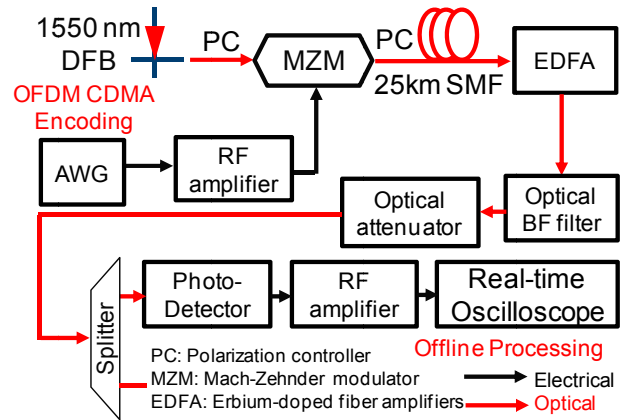 1550 nm
DFB
PC
MZM
PC
25km SMF
EDFA
OFDM CDMA
Encoding
AWG
RF
amplifier
Optical
attenuator
Optical
BF filter
Splitter
Photo-
Detector
RF
amplifier
Real-time
Oscilloscope
Offline Processing
PC: Polarization controller
MZM: Mach-Zehnder modulator
EDFA: Erbium-doped fiber amplifiers
Electrical
Optical